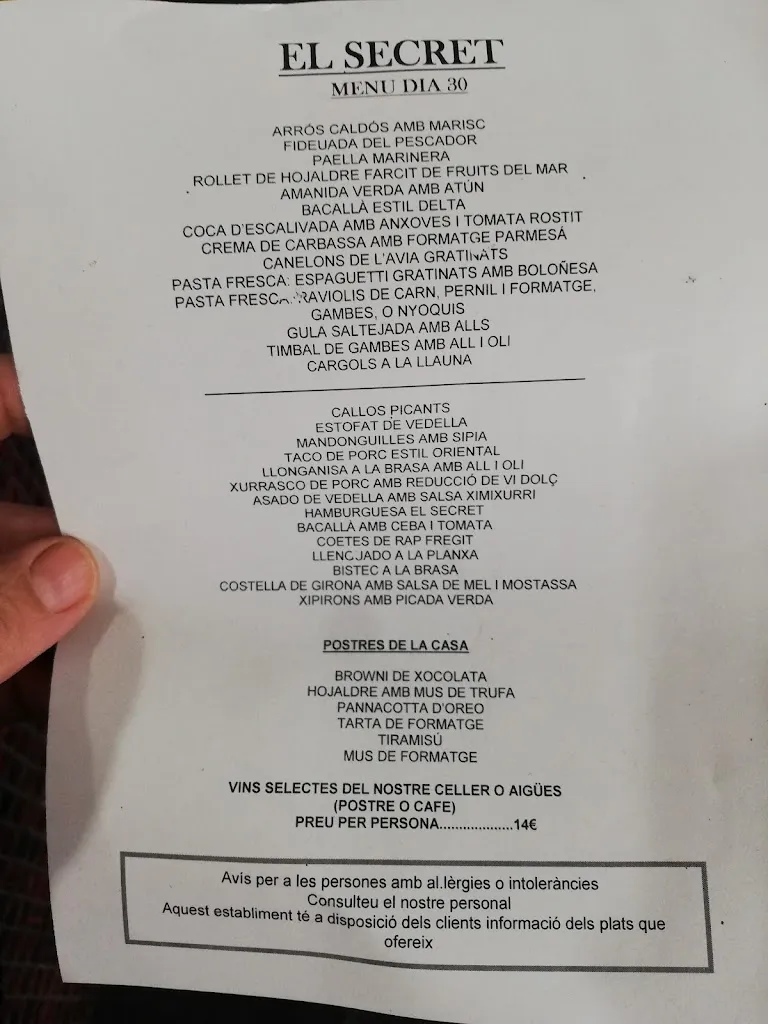 EL SECRET
MENU DIA 30
ARRÓS CALDÓS AMB MARISC
FIDEUADA DEL PESCADOR
PAELLA MARINERA
ROLLET DE HOJALDRE FARCIT DE FRUITS DEL MAR
AMANIDA VERDA AMB ATÚN
BACALLÀ ESTIL DELTA
COCA D'ESCALIVADA AMB ANXOVES I TOMATA ROSTIT
CREMA DE CARBASSA AMB FORMATGE PARMESÁ
CANELONS DE L'AVIA GRATINATS
PASTA FRESCA: ESPAGUETTI GRATINATS AMB BOLOÑESA
PASTA FRESCA: RAVIOLIS DE CARN, PERNIL I FORMATGE,
GAMBES, O NYOQUIS
GULA SALTEJADA AMB ALLS
TIMBAL DE GAMBES AMB ALL I OLI
CARGOLS A LA LLAUNA
CALLOS PICANTS
ESTOFAT DE VEDELLA
MANDONGUILLES AMB SIPIA
TACO DE PORC ESTIL ORIENTAL
LLONGANISA A LA BRASA AMB ALL I OLI
XURRASCO DE PORC AMB REDUCCIÓ DE VI DOLÇ
ASADO DE VEDELLA AMB SALSA XIMIXURRI
HAMBURGUESA EL SECRET
BACALLÀ AMB CEBA I TOMATA
COETES DE RAP FREGIT
LLENQJADO A LA PLANXA
BISTEC A LA BRASA
COSTELLA DE GIRONA AMB SALSA DE MEL I MOSTASSA
XIPIRONS AMB PICADA VERDA
POSTRES DE LA CASA
BROWNI DE XOCOLATA
HOJALDRE AMB MUS DE TRUFA
PANNACOTTA D'OREO
TARTA DE FORMATGE
TIRAMISÚ
MUS DE FORMATGE
VINS SELECTES DEL NOSTRE CELLER O AIGÜES
(POSTRE O CAFE)
PREU PER PERSONA...................14€
Avís per a les persones amb al.lèrgies o intoleràncies
Consulteu el nostre personal
Aquest establiment té a disposició dels clients informació dels plats que
ofereix